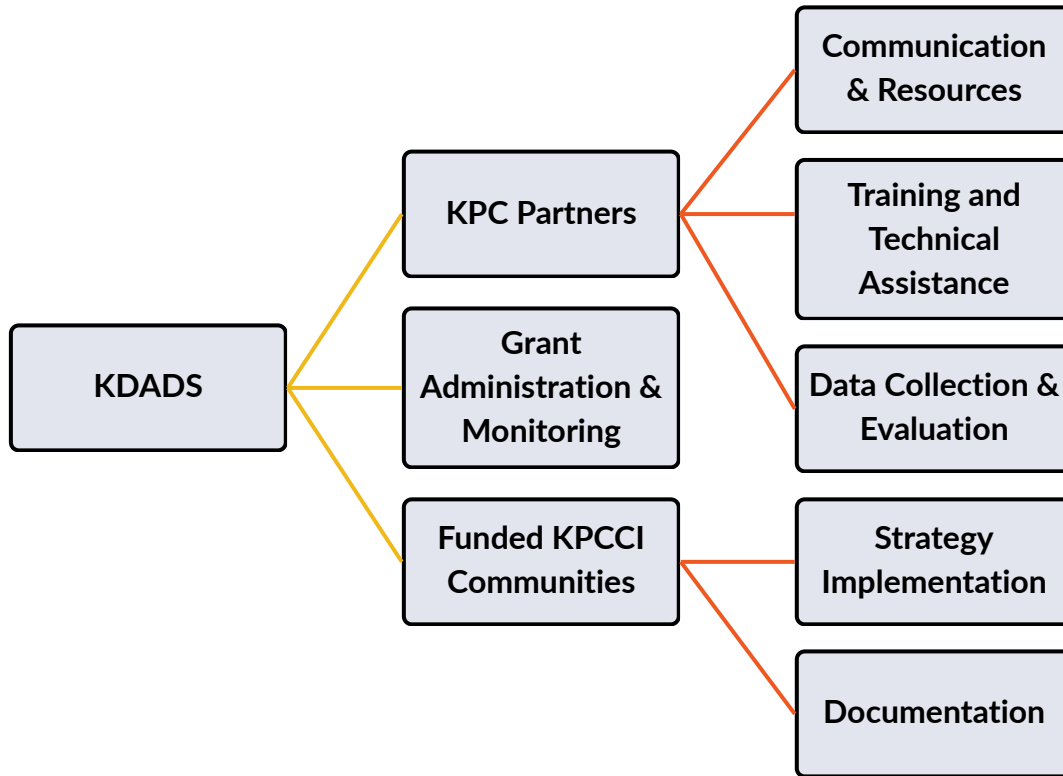 KDADS
KPC Partners
Grant
Administration &
Monitoring
Funded KPCCI
Communities
Communication
& Resources
Training and
Technical
Assistance
Data Collection &
Evaluation
Strategy
Implementation
Documentation